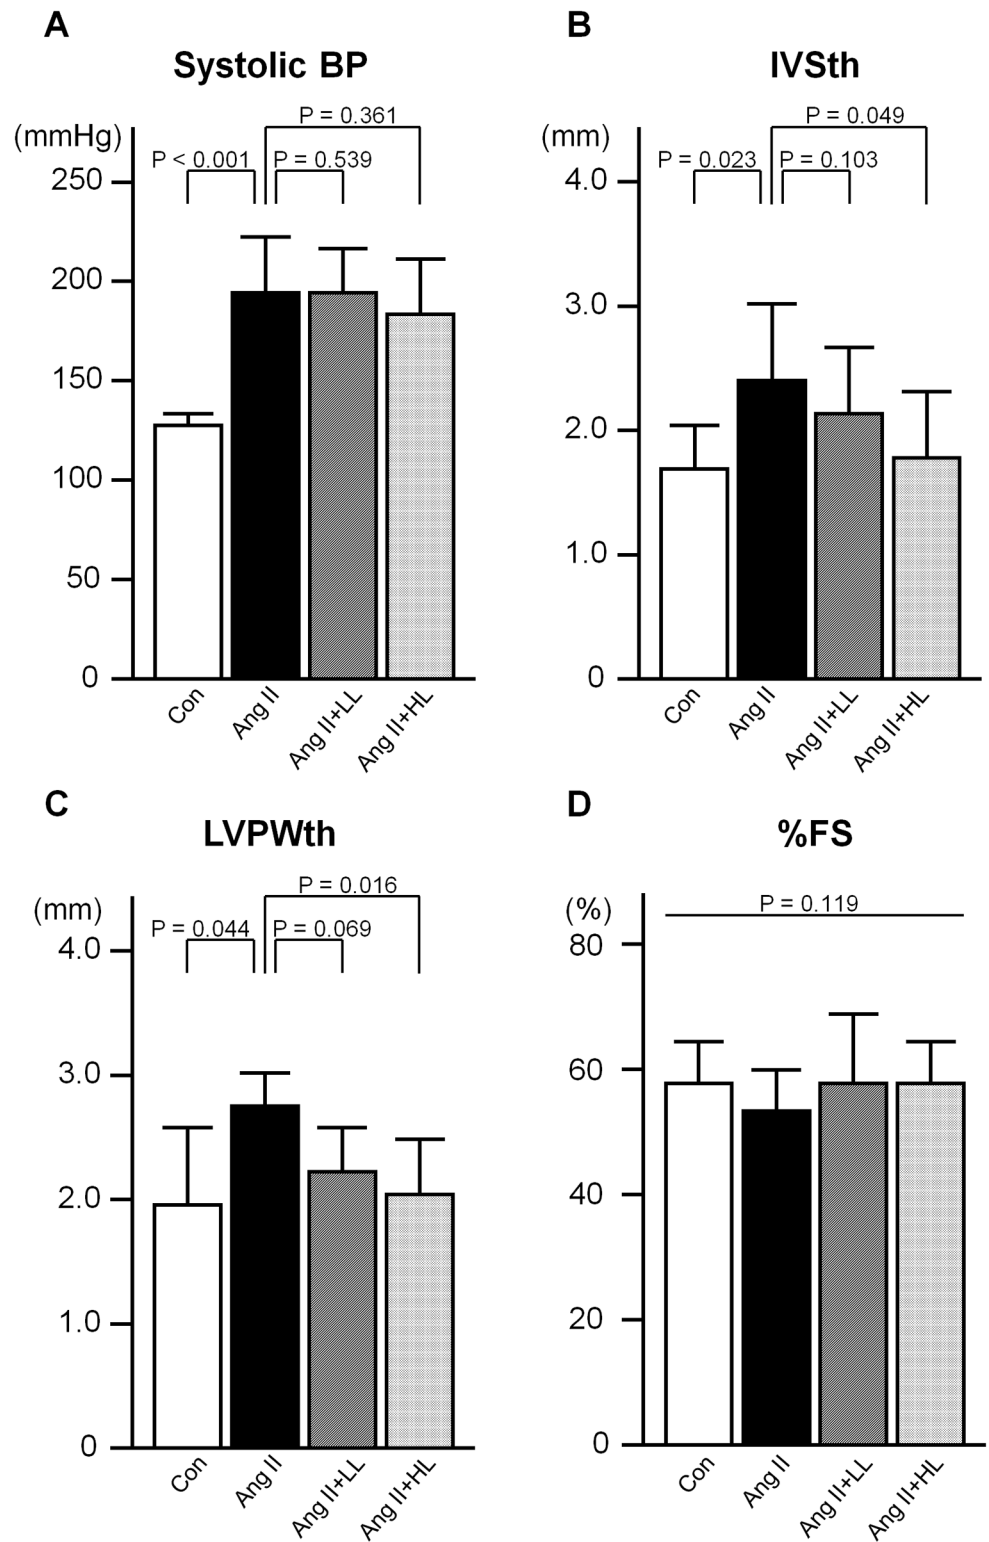 A
Systolic BP
(mmHg)
P = 0.361
P < 0.001
P = 0.539
250
200
150
100
50
0
Con
Ang II
Ang II+LL
Ang II+HL
B
IVSth
(mm)
P = 0.049
P = 0.023
P = 0.103
4.0
3.0
2.0
1.0
0
Con
Ang II
Ang II+LL
Ang II+HL
C
LVPWth
(mm)
P = 0.016
P = 0.044
P = 0.069
4.0
3.0
2.0
1.0
0
Con
Ang II
Ang II+LL
Ang II+HL
D
%FS
(%)
P = 0.119
80
60
40
20
0
Con
Ang II
Ang II+LL
Ang II+HL